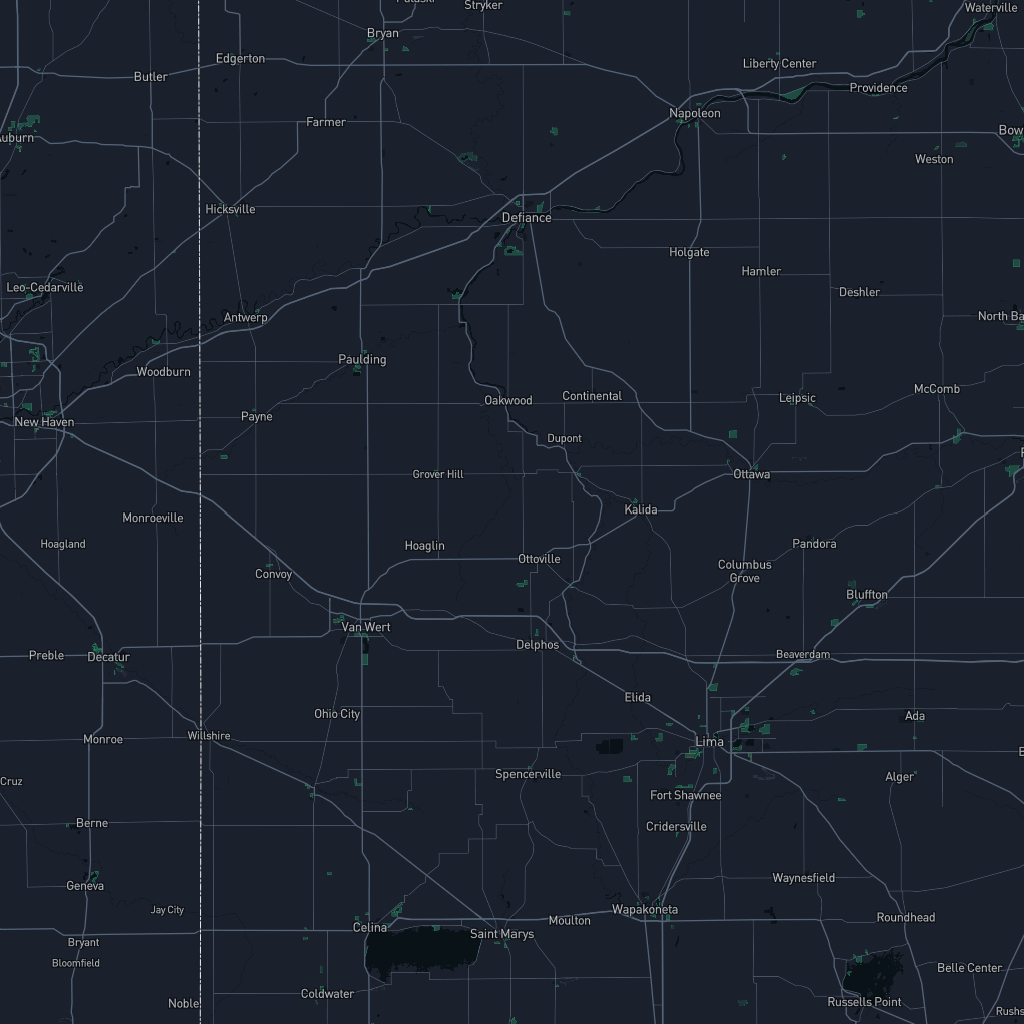 Stryker
Waterville
Bryan
Edgerton
Butler
Liberty Center
Providence
Napoleon
Farmer
Auburn
Bow
Weston
Hicksville
Defiance
Holgate
Hamler
Leo-Cedarville
Deshler
Antwerp
North Ba
Paulding
Woodburn
McComb
Leipsic
Continental
Oakwood
Payne
New Haven
Dupont
Grover Hill
Ottawa
Kalida
Monroeville
Hoagland
Hoaglin
Pandora
Ottoville
Columbus
Grove
Convoy
Bluffton
Van Wert
Delphos
Preble
Decatur
Beaverdam
Elida
Ohio City
Ada
Willshire
Monroe
Lima
Spencerville
Cruz
Alger
Fort Shawnee
Berne
Cridersville
Waynesfield
Geneva
Jay City
Wapakoneta
Roundhead
Moulton
Celina
Saint Marys
Bryant
Bloomfield
Belle Center
Coldwater
Noble
Russells Point
Rushs